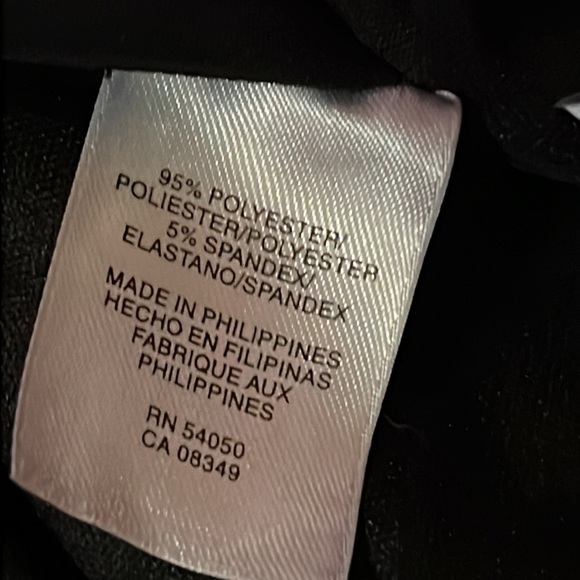 95% POLYESTER/
POLIESTER/POLYESTER
5% SPANDEX/
ELASTANO/SPANDEX
MADE IN PHILIPPINES
HECHO EN FILIPINAS
FABRIQUE AUX
PHILIPPINES
RN 54050
CA 08349